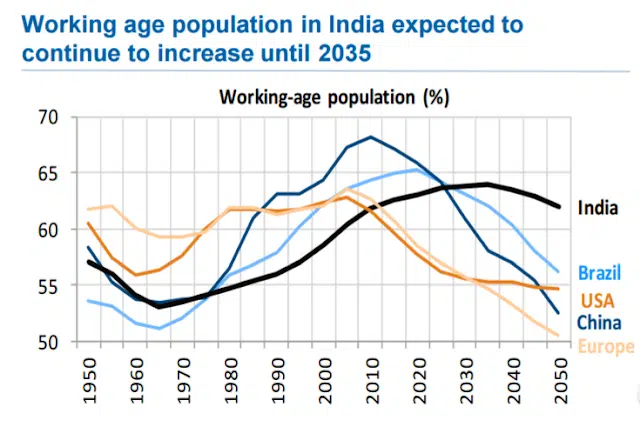 Working age population in India expected to
continue to increase until 2035
Working-age population (%)
70
65
60
55
50
India
Brazil
USA
China
Europe
1950
1960
1970
1980
1990
2000
2010
2020
2030
2040
2050